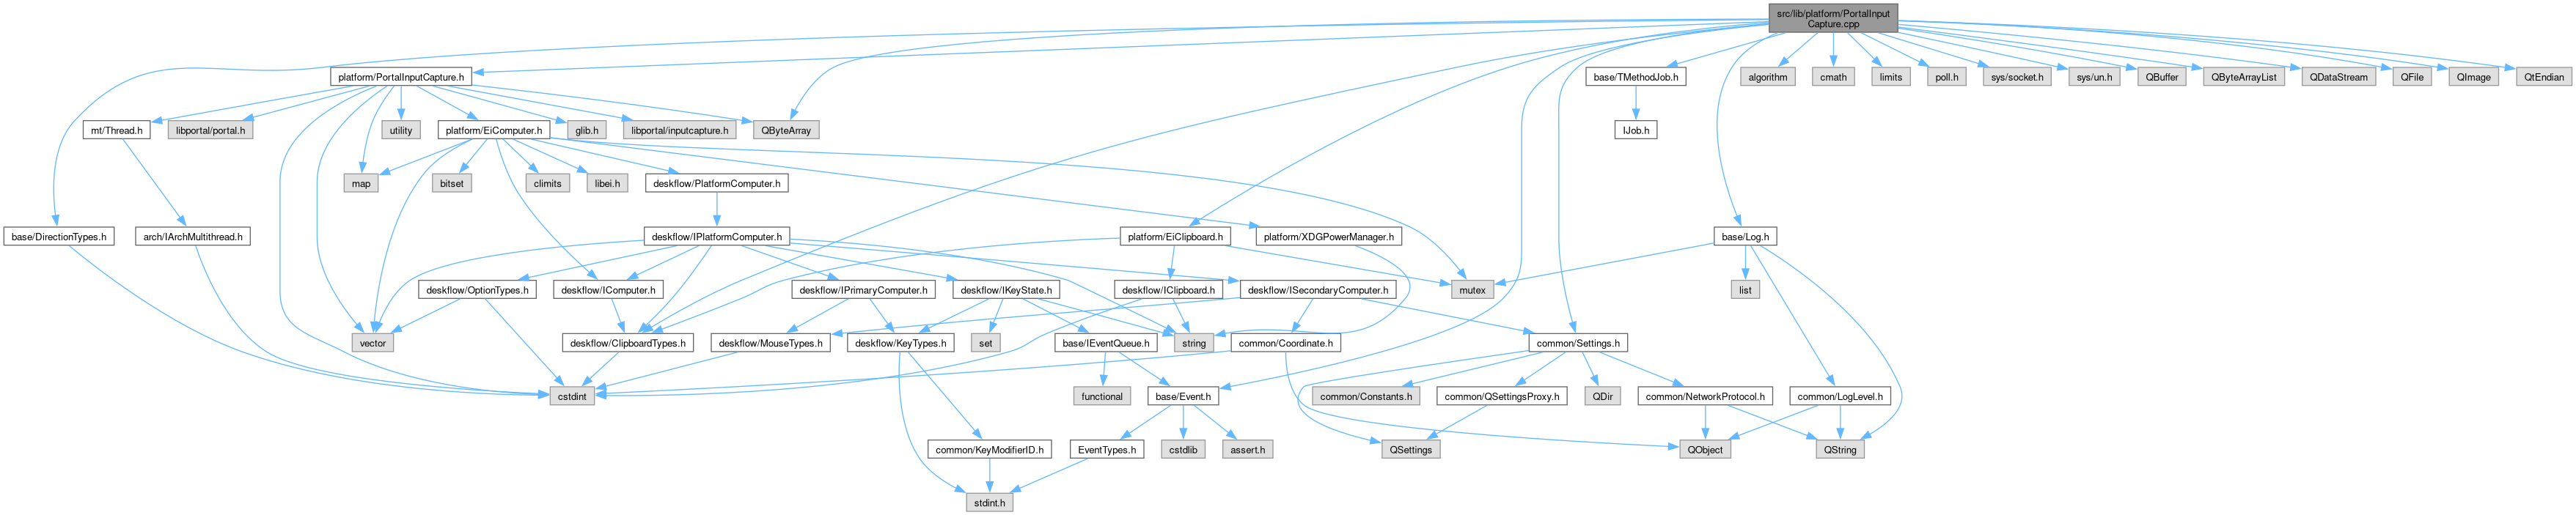 src/lib/platform/PortalInput
Capture.cpp
platform/PortalInputCapture.h
base/TMethodJob.h
algorithm
cmath
limits
poll.h
sys/socket.h
sys/un.h
QBuffer
QByteArrayList
QDataStream
QFile
QImage
QtEndian
mt/Thread.h
libportal/portal.h
utility
platform/EiComputer.h
glib.h
libportal/inputcapture.h
QByteArray
IJob.h
map
bitset
climits
libei.h
deskflow/PlatformComputer.h
base/DirectionTypes.h
arch/IArchMultithread.h
deskflow/IPlatformComputer.h
platform/EiClipboard.h
platform/XDGPowerManager.h
base/Log.h
deskflow/OptionTypes.h
deskflow/IComputer.h
deskflow/IPrimaryComputer.h
deskflow/IKeyState.h
deskflow/IClipboard.h
deskflow/ISecondaryComputer.h
mutex
list
vector
deskflow/ClipboardTypes.h
deskflow/MouseTypes.h
deskflow/KeyTypes.h
set
base/IEventQueue.h
string
common/Coordinate.h
common/Settings.h
cstdint
functional
base/Event.h
common/Constants.h
common/QSettingsProxy.h
QDir
common/NetworkProtocol.h
common/LogLevel.h
common/KeyModifierID.h
EventTypes.h
cstdlib
assert.h
QSettings
QObject
QString
stdint.h